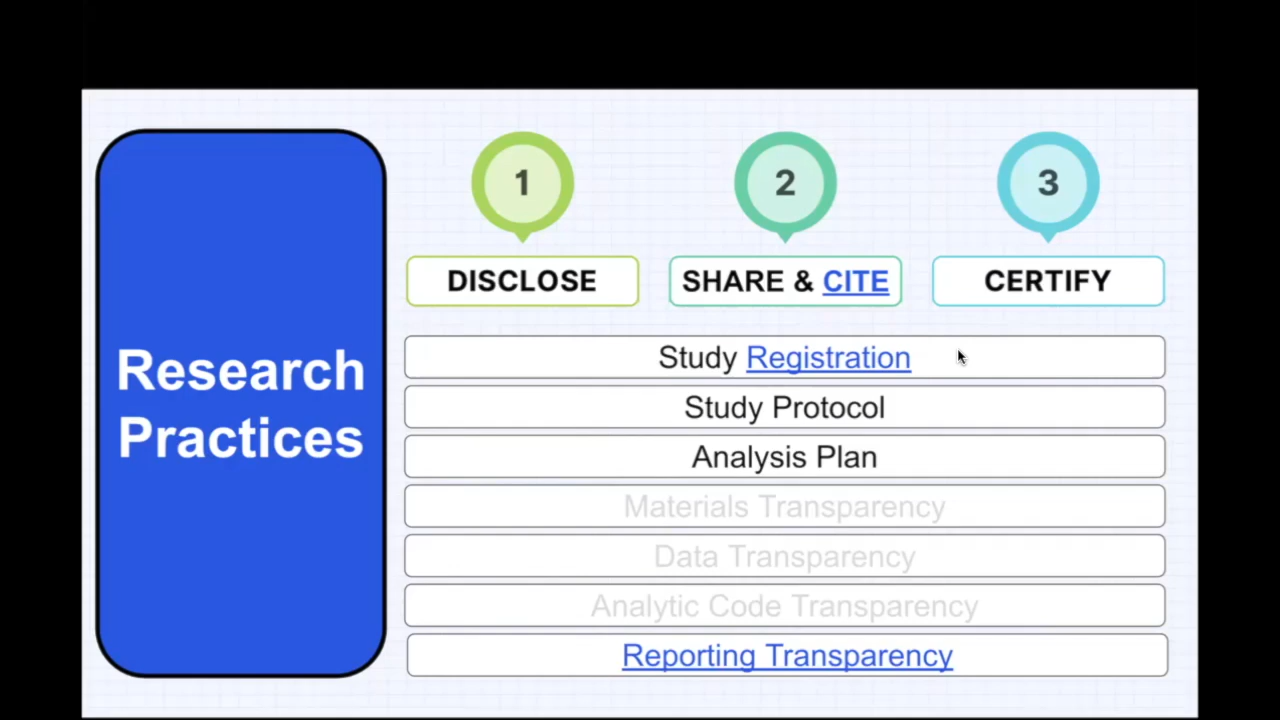 Research
Practices
1
2
3
DISCLOSE
SHARE & CITE
CERTIFY
Study Registration
Study Protocol
Analysis Plan
Materials Transparency
Data Transparency
Analytic Code Transparency
Reporting Transparency